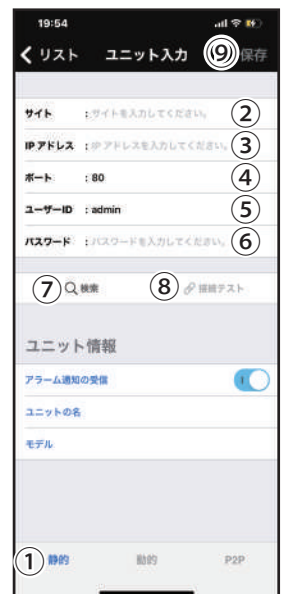 19:54
リスト ユニット入力 ⑨ 保存
サイト : サイトを入力してください。 ②
IPアドレス : IPアドレスを入力してください。 ③
ポート : 80 ④
ユーザーID : admin ⑤
パスワード : パスワードを入力してください。 ⑥
⑦ 検索 ⑧ 接続テスト
ユニット情報
アラーム通知の受信
ユニットの名
モデル
① 静的 動的 P2P